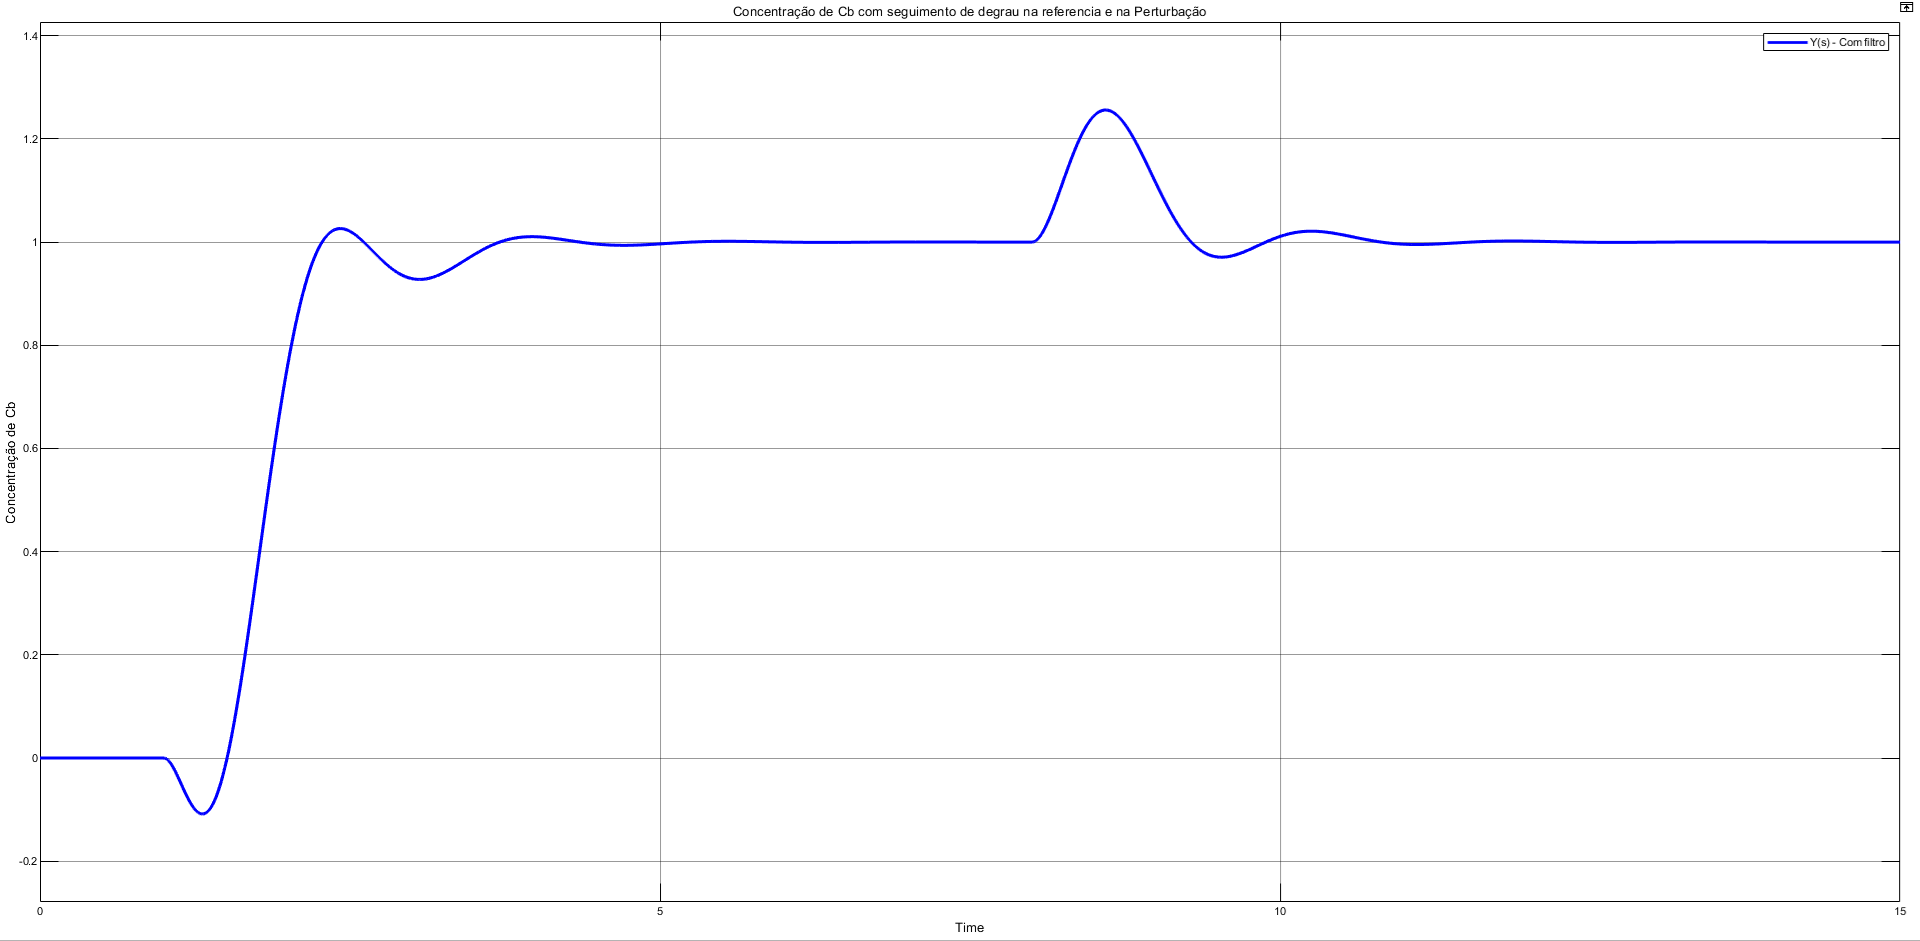 Concentração de Cb com seguimento de degrau na referencia e na Perturbação
Y(s) - Com filtro
Concentração de Cb
1.4
1.2
1
0.8
0.6
0.4
0.2
0
-0.2
0 5 10 15
Time